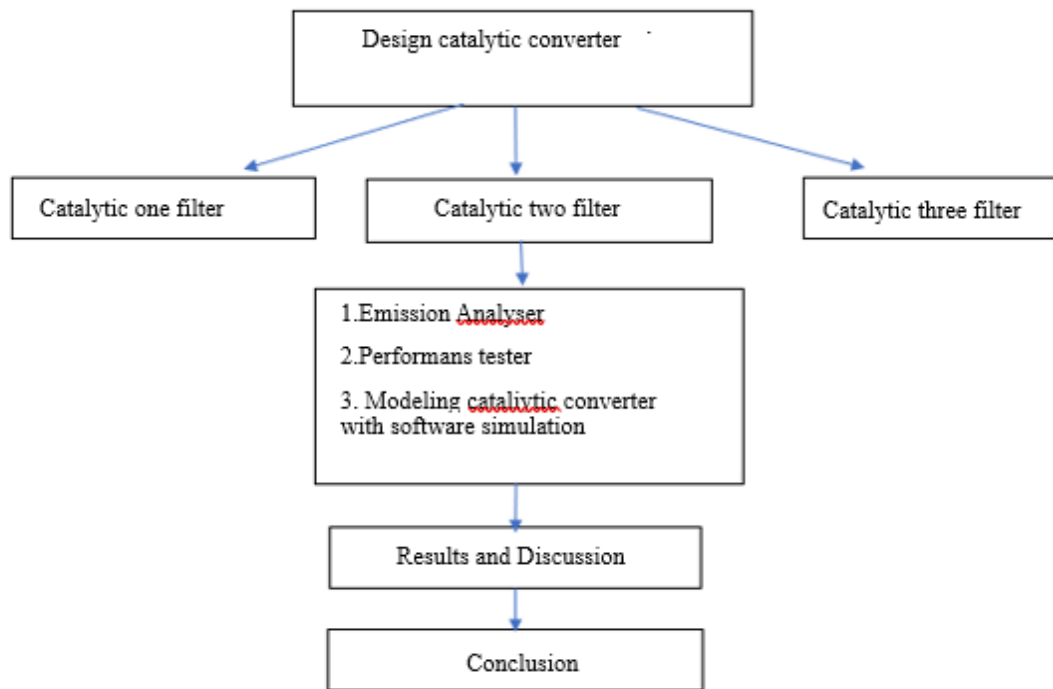 Design catalytic converter
Catalytic one filter
Catalytic two filter
Catalytic three filter
1.Emission Analyser
2.Performans tester
3. Modeling cataliytic converter
with software simulation
Results and Discussion
Conclusion